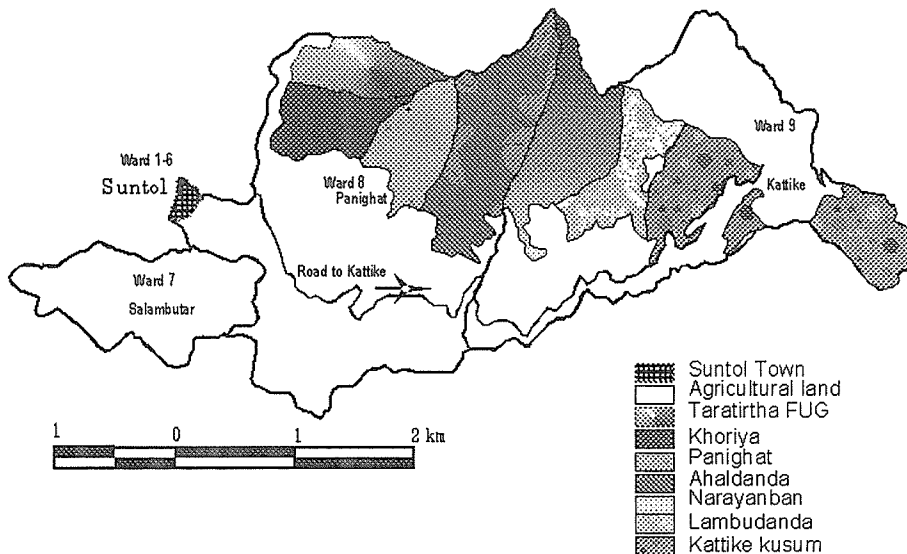 Ward 9
Ward 1-6
Suntol
Ward 8
Panighat
Kattike
Ward 7
Salambutar
Road to Kattike
Suntol Town
Agricultural land
Taratirtha FUG
Khoriya
Panighat
Ahaldanda
Narayanban
Lambudanda
Kattike kusum
1 0 1 2 km